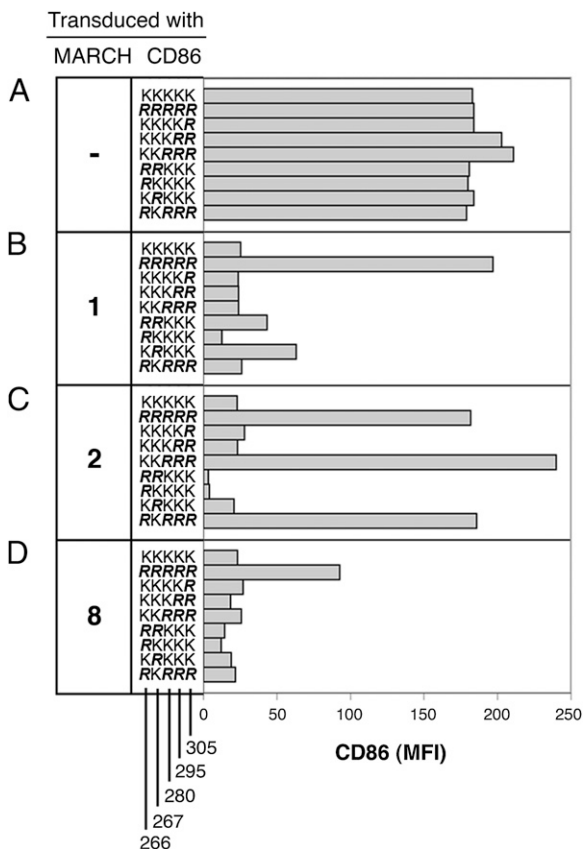 Transduced with
MARCH CD86
A
-
KKKKK
RRRRR
KKKKR
KKKRR
KKRRR
RRKKK
RKKKK
KRKKK
RKRRR
B
1
KKKKK
RRRRR
KKKKR
KKKRR
KKRRR
RRKKK
RKKKK
KRKKK
RKRRR
C
2
KKKKK
RRRRR
KKKKR
KKKRR
KKRRR
RRKKK
RKKKK
KRKKK
RKRRR
D
8
KKKKK
RRRRR
KKKKR
KKKRR
KKRRR
RRKKK
RKKKK
KRKKK
RKRRR
0 50 100 150 200 250
CD86 (MFI)
305
295
280
267
266